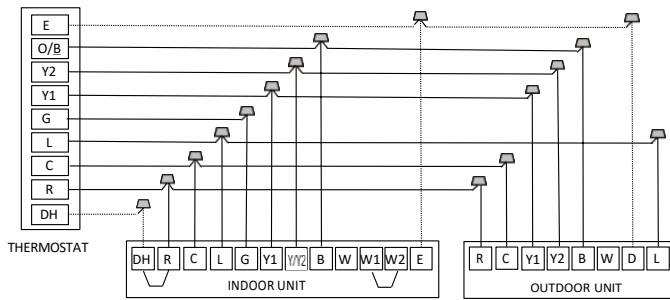 E
O/B
Y2
Y1
G
L
C
R
DH
THERMOSTAT
DH R C L G Y1 Y/Y2 B W W1 W2 E
INDOOR UNIT
R C Y1 Y2 B W D L
OUTDOOR UNIT